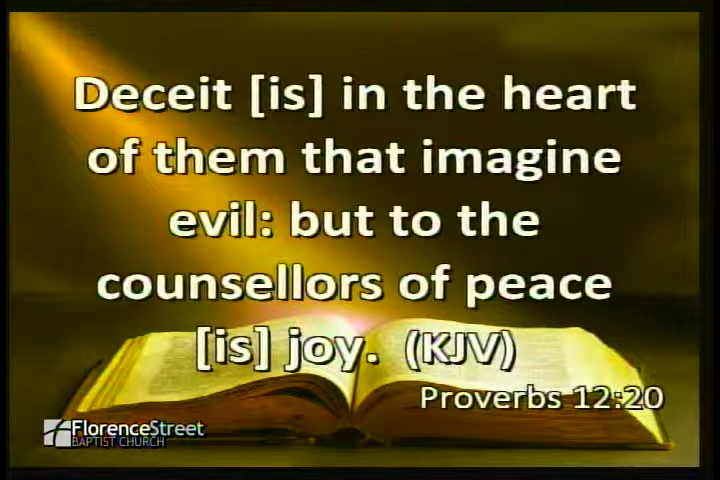 Deceit [is] in the heart
of them that imagine
evil: but to the
counsellors of peace
[is] joy. (KJV)
Proverbs 12:20
FlorenceStreet
BAPTIST CHURCH